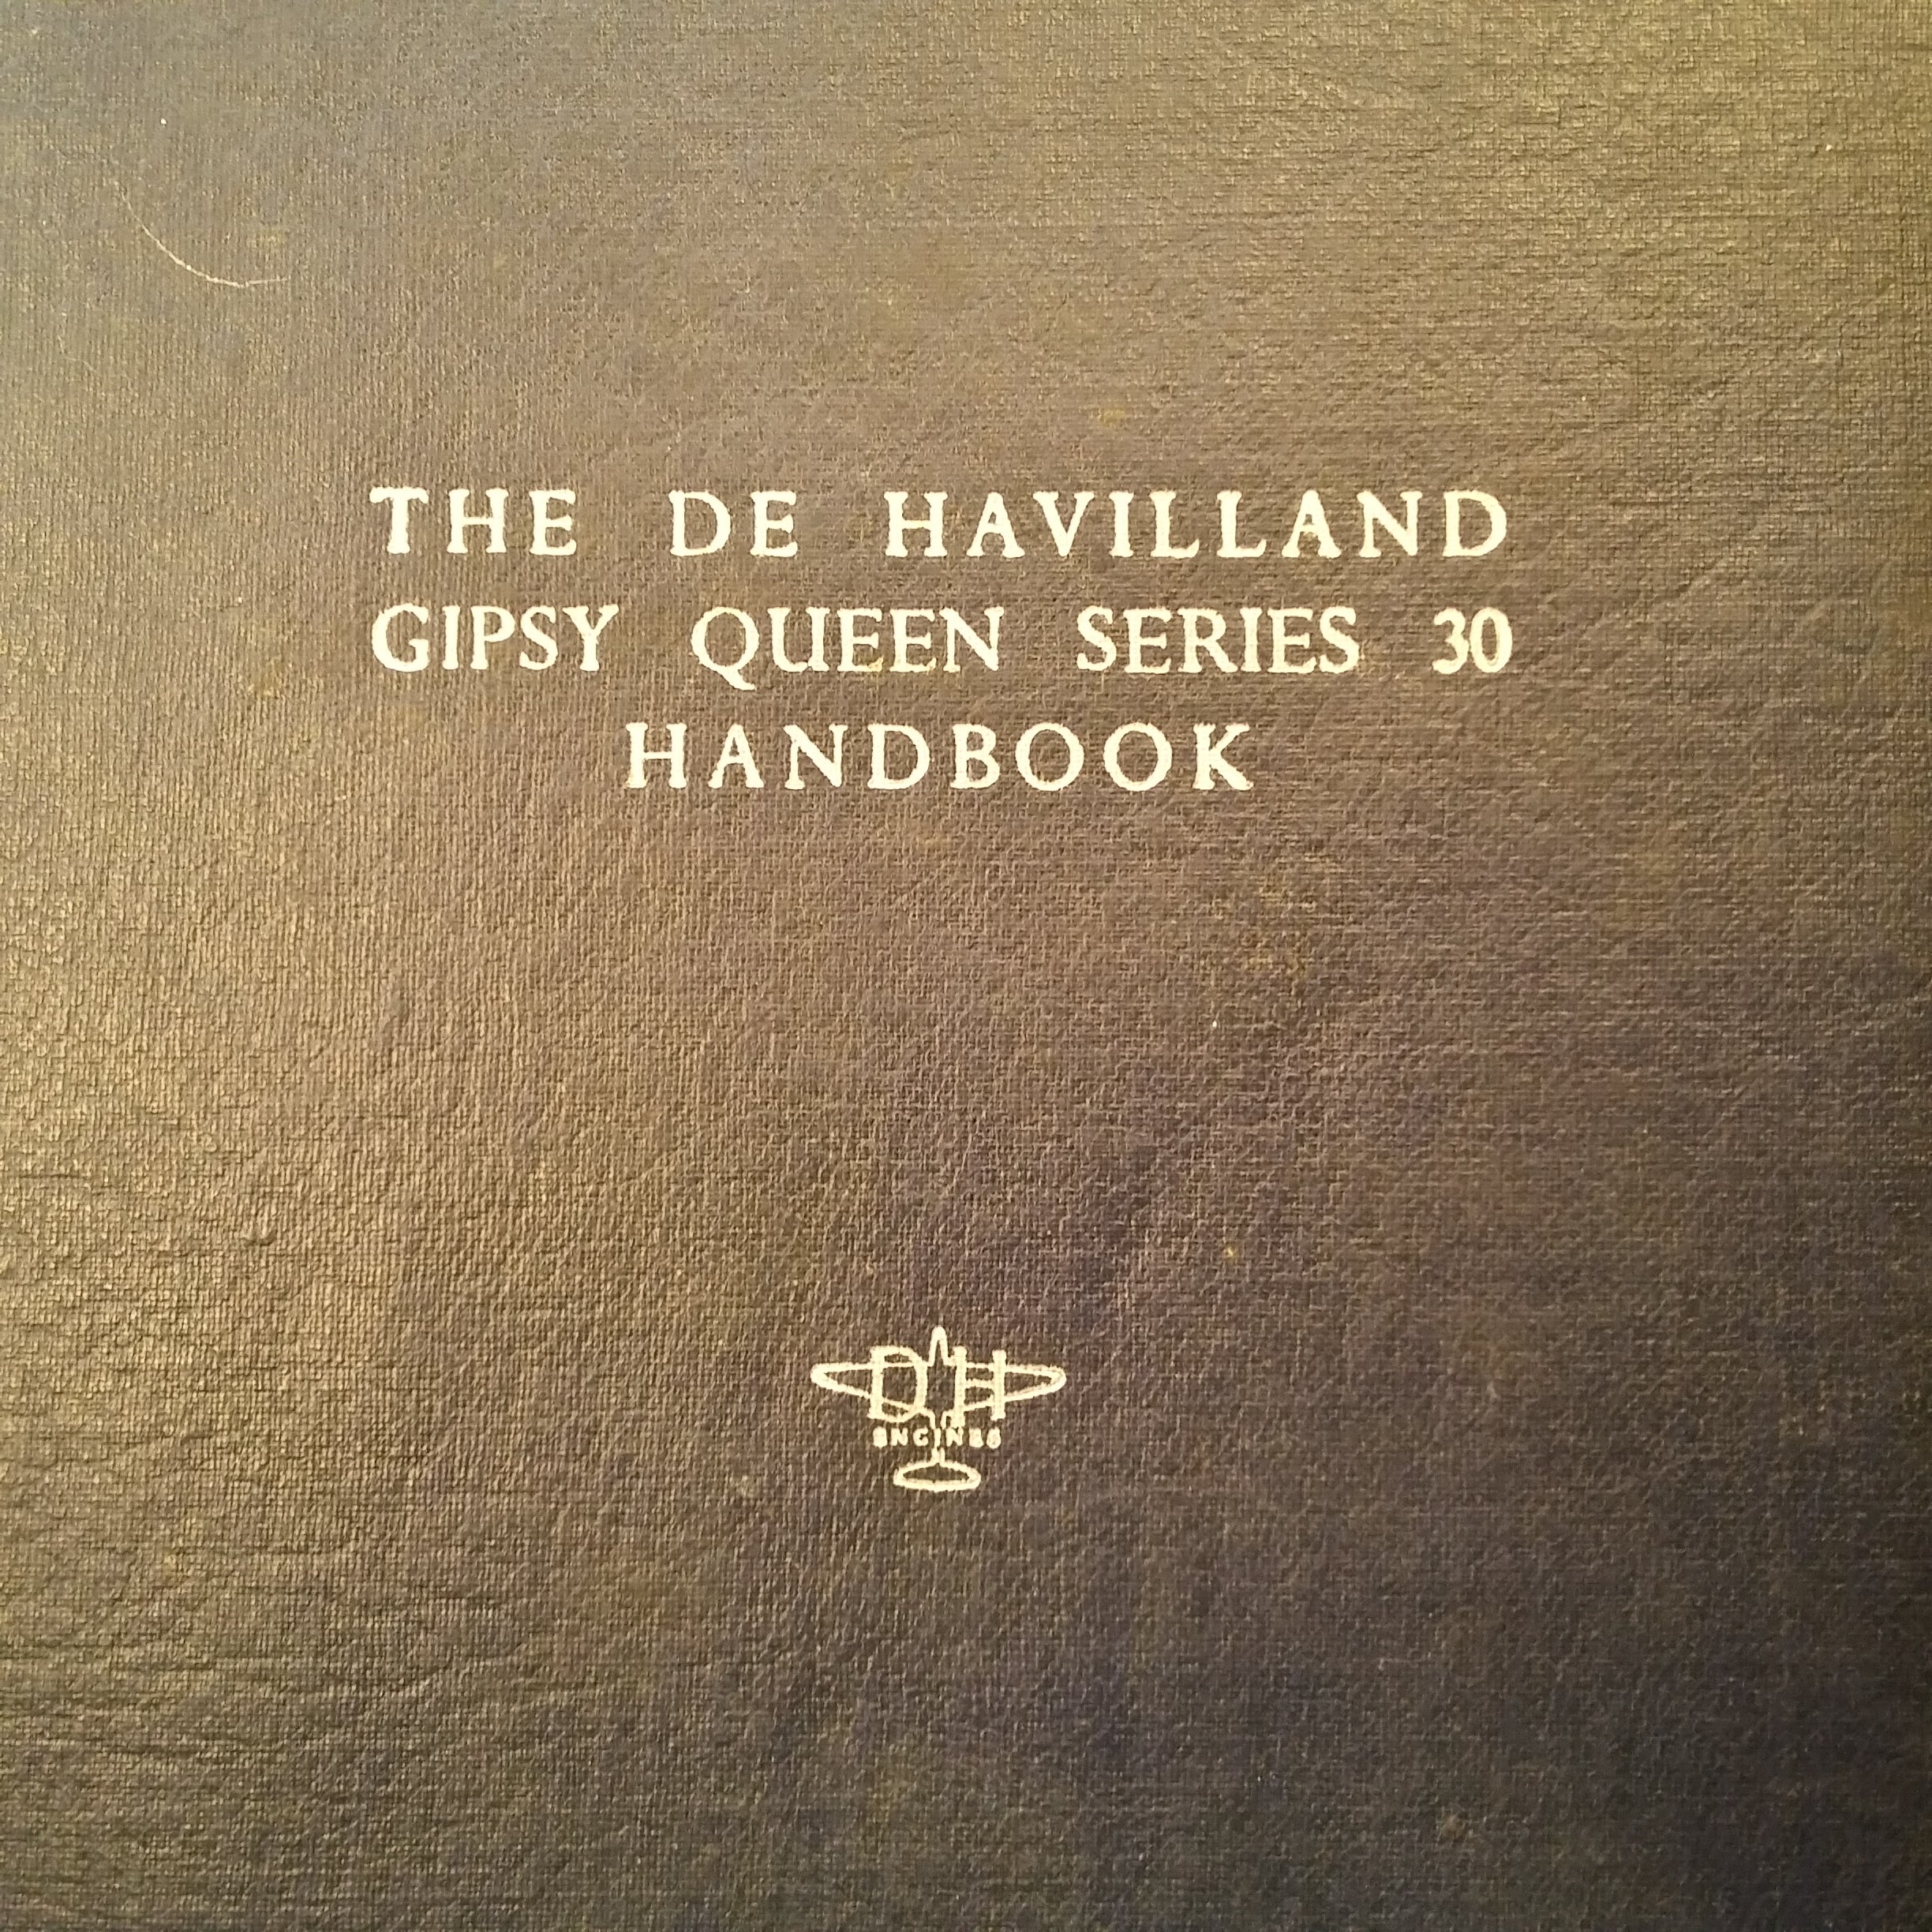 THE DE HAVILLAND
GIPSY QUEEN SERIES 30
HANDBOOK
DH
ENGINES